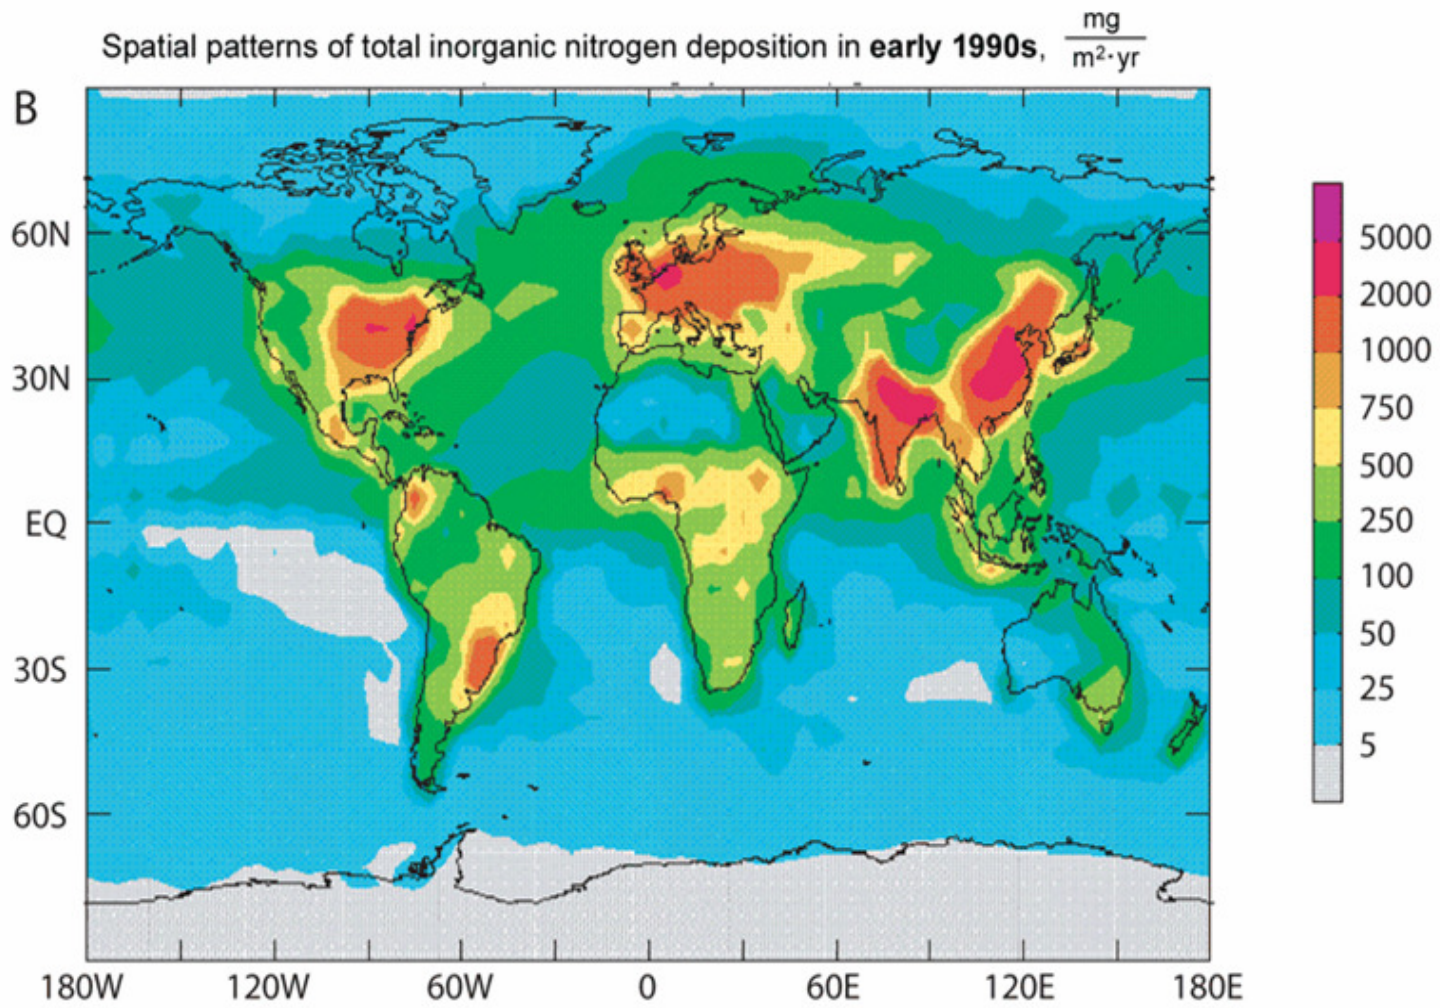 Spatial patterns of total inorganic nitrogen deposition in early 1990s, mg
m²·yr
B
60N
30N
EQ
30S
60S
180W 120W 60W 0 60E 120E 180E
5000
2000
1000
750
500
250
100
50
25
5